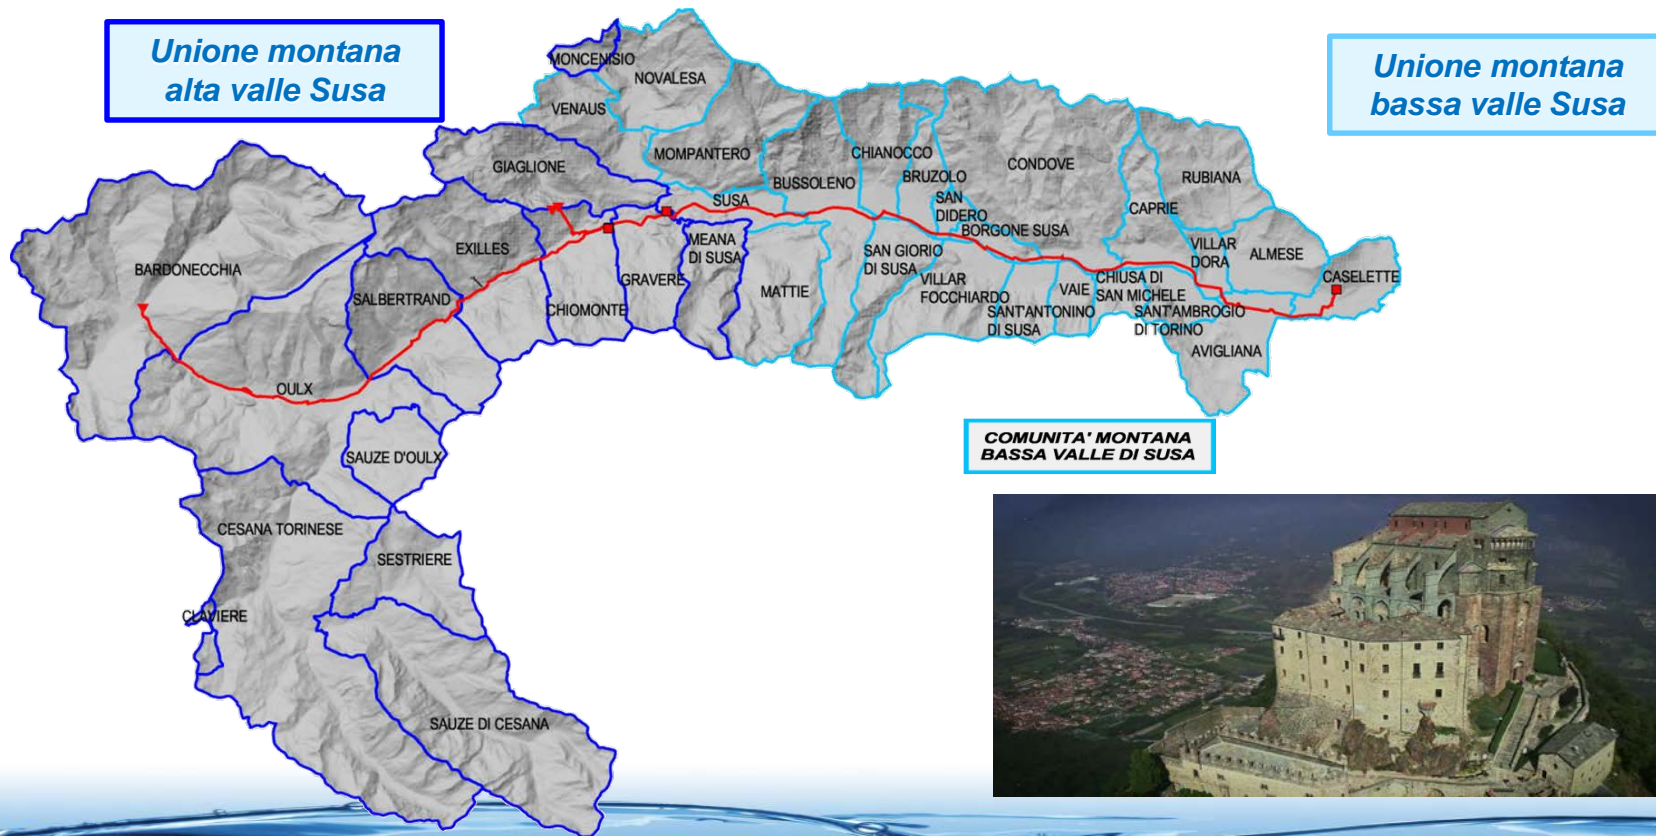 Unione montana
alta valle Susa
Unione montana
bassa valle Susa
MONCENISIO
NOVALESA
VENAUS
GIAGLIONE
MOMPANTERO
CHIANOCCO
CONDOVE
BUSSOLENO
BRUZOLO
RUBIANA
SUSA
SAN
DIDERO
CAPRIE
BORGONE SUSA
EXILLES
MEANA
DI SUSA
SAN GIORIO
DI SUSA
VILLAR
DORA
ALMESE
BARDONECCHIA
GRAVERE
VILLAR
FOCCHIARDO
VAIE
CHIUSA DI
SAN MICHELE
CASELETTE
SALBERTRAND
MATTIE
CHIOMONTE
SANT'ANTONINO
DI SUSA
SANT'AMBROGIO
DI TORINO
AVIGLIANA
OULX
COMUNITA' MONTANA
BASSA VALLE DI SUSA
SAUZE D'OULX
CESANA TORINESE
SESTRIERE
CLAVIERE
SAUZE DI CESANA